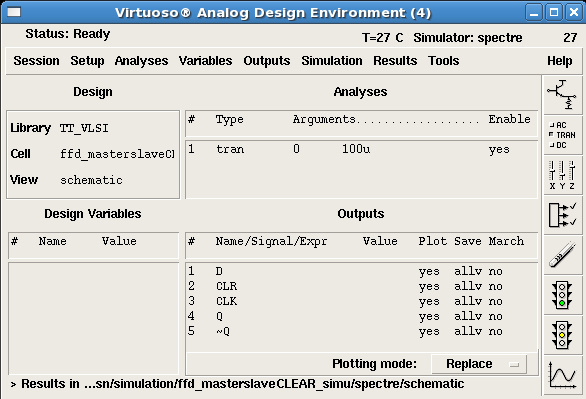 Virtuoso® Analog Design Environment (4)
Status: Ready
T=27 C Simulator: spectre 27
Session Setup Analyses Variables Outputs Simulation Results Tools Help
Design
Library TT_VLSI
Cell ffd_masterslaveCl
View schematic
Analyses
# Type Arguments................... Enable
1 tran 0 100u yes
AC
TRAN
DC
X Y Z
Design Variables
# Name Value
Outputs
# Name/Signal/Expr Value Plot Save March
1 D yes allv no
2 CLR yes allv no
3 CLK yes allv no
4 Q yes allv no
5 ~Q yes allv no
Plotting mode: Replace
> Results in ...sn/simulation/ffd_masterslaveCLEAR_simu/spectre/schematic